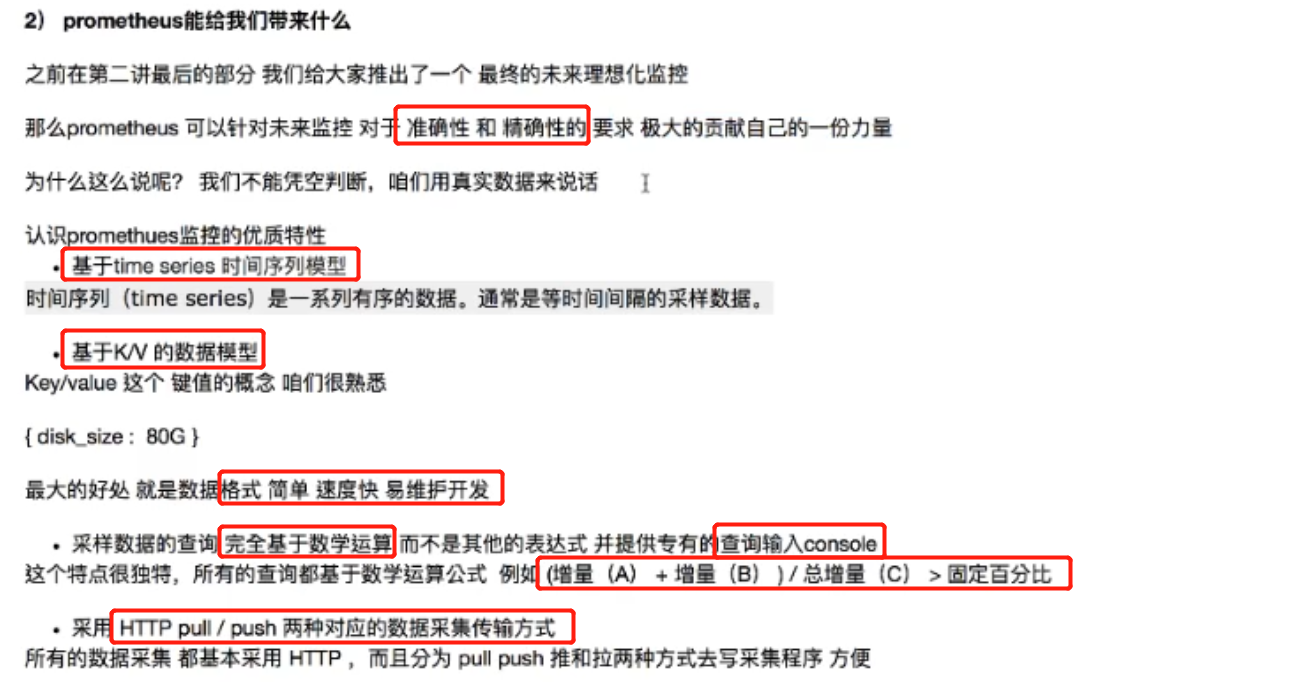 2） prometheus能给我们带来什么
之前在第二讲最后的部分 我们给大家推出了一个 最终的未来理想化监控
那么prometheus 可以针对未来监控 对于 准确性 和 精确性的 要求 极大的贡献自己的一份力量
为什么这么说呢? 我们不能凭空判断，咱们用真实数据来说话
认识promethues监控的优质特性
• 基于time series 时间序列模型
时间序列（time series）是一系列有序的数据。通常是等时间间隔的采样数据。
• 基于K/V 的数据模型
Key/value 这个 键值的概念 咱们很熟悉
{ disk_size : 80G }
最大的好处 就是数据格式 简单 速度快 易维护开发
• 采样数据的查询 完全基于数学运算 而不是其他的表达式 并提供专有的查询输入console
这个特点很独特，所有的查询都基于数学运算公式 例如 (增量（A） + 增量（B） ) / 总增量（C） > 固定百分比
• 采用 HTTP pull / push 两种对应的数据采集传输方式
所有的数据采集 都基本采用 HTTP ，而且分为 pull push 推和拉两种方式去写采集程序 方便